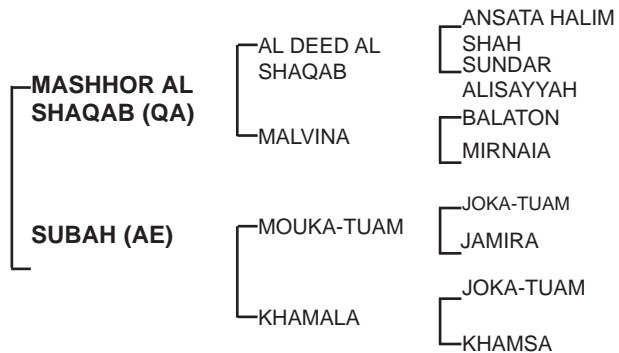 MASHHOR AL
SHAQAB (QA)
SUBAH (AE)
AL DEED AL
SHAQAB
MALVINA
MOUKA-TUAM
KHAMALA
ANSATA HALIM
SHAH
SUNDAR
ALISAYYAH
BALATON
MIRNAIA
JOKA-TUAM
JAMIRA
JOKA-TUAM
KHAMSA